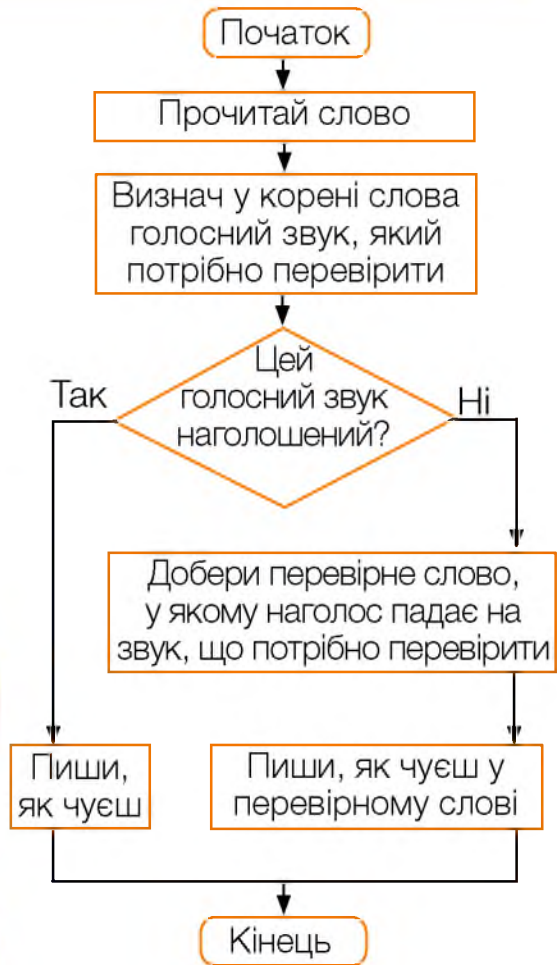 Початок
Прочитай слово
Визнач у корені слова
голосний звук, який
потрібно перевірити
Цей
голосний звук
наголошений?
Так
Ні
Добери перевірне слово,
у якому наголос падає на
звук, що потрібно перевірити
Пиши,
як чуєш
Пиши, як чуєш у
перевірному слові
Кінець